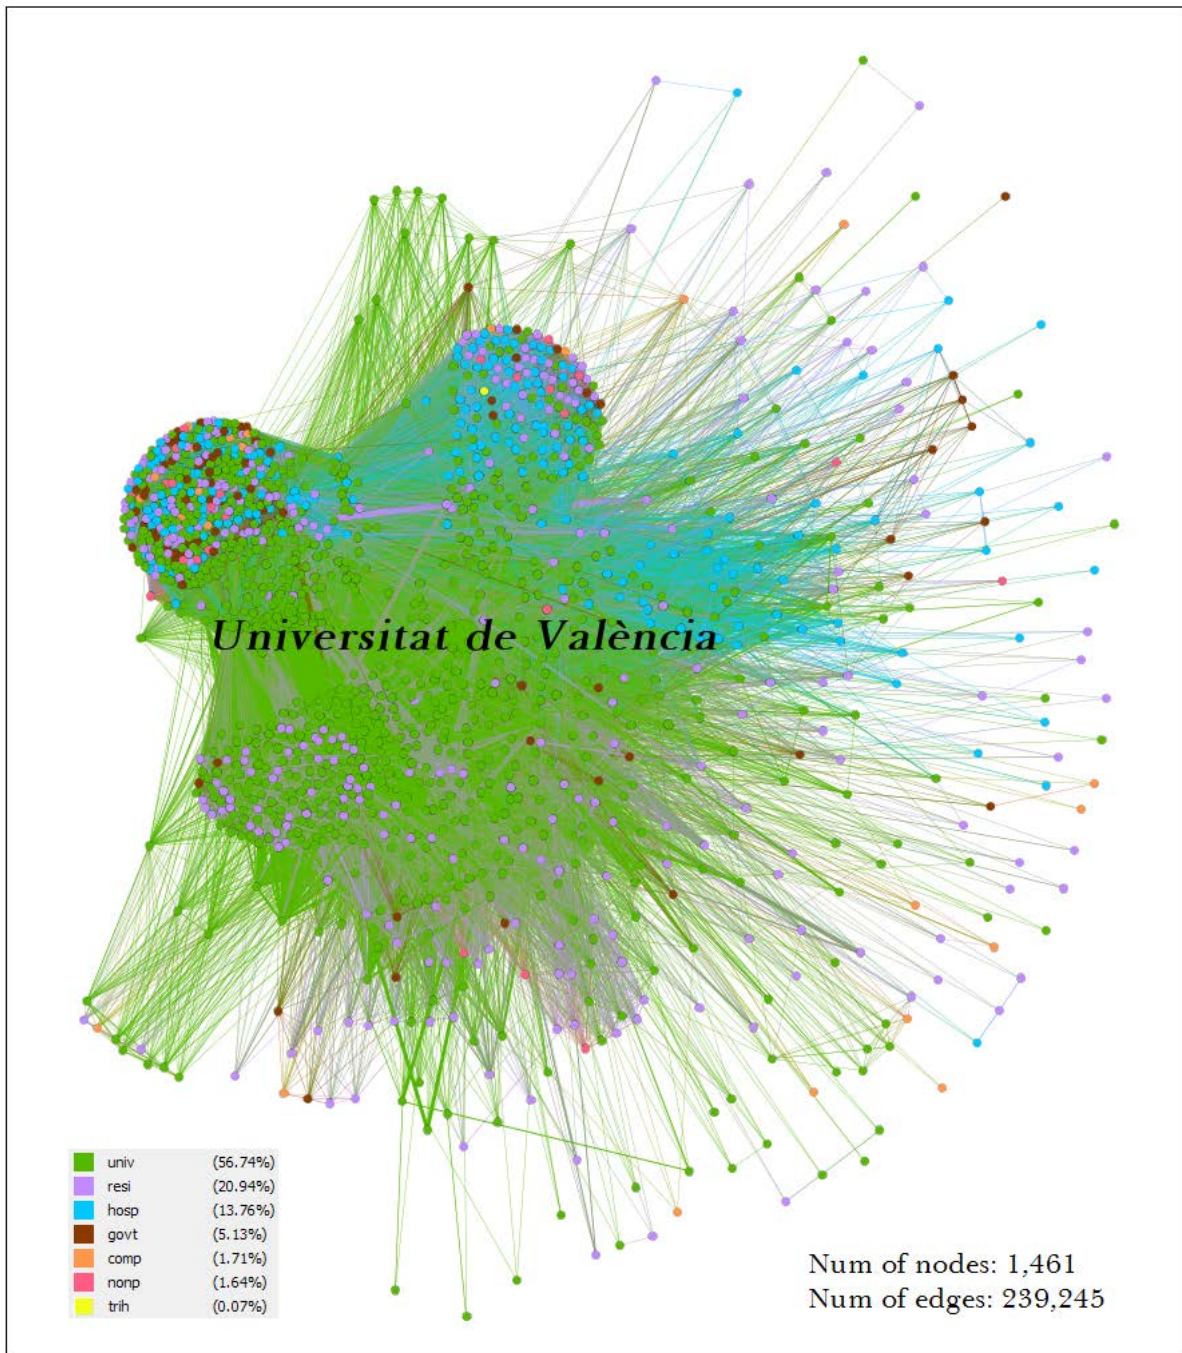 Universitat de València
univ (56.74%)
resi (20.94%)
hosp (13.76%)
govt (5.13%)
comp (1.71%)
nonp (1.64%)
trih (0.07%)
Num of nodes: 1,461
Num of edges: 239,245